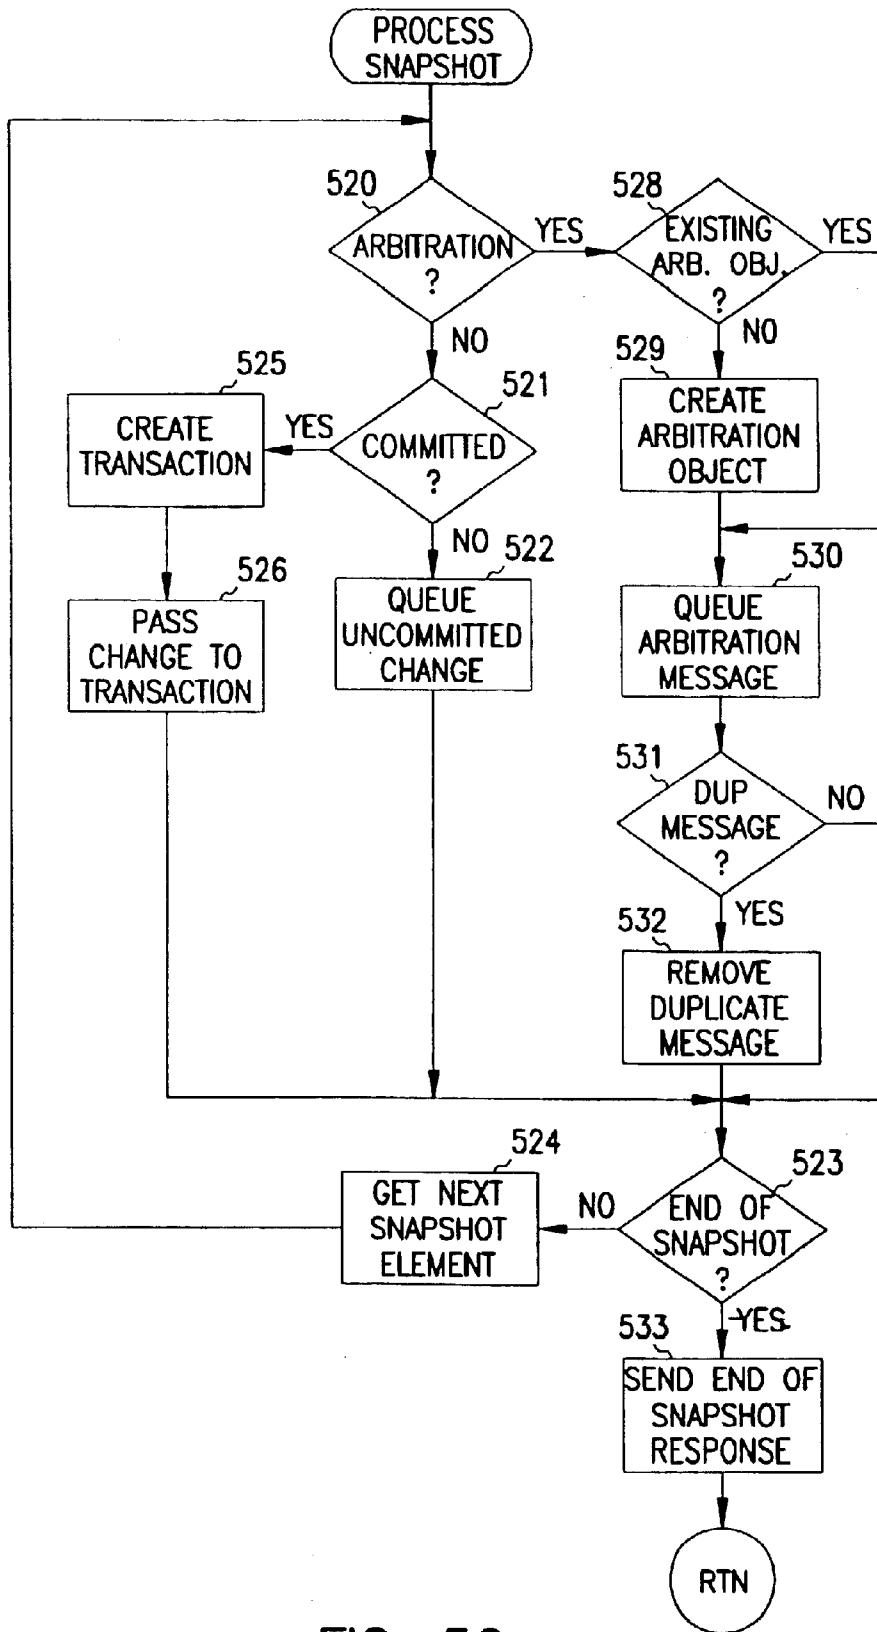 PROCESS
SNAPSHOT
520
ARBITRATION
?
YES
528
EXISTING
ARB. OBJ.
?
YES
NO
NO
529
CREATE
ARBITRATION
OBJECT
521
COMMITTED
?
YES
525
CREATE
TRANSACTION
NO
522
QUEUE
UNCOMMITTED
CHANGE
526
PASS
CHANGE TO
TRANSACTION
530
QUEUE
ARBITRATION
MESSAGE
531
DUP
MESSAGE
?
NO
YES
532
REMOVE
DUPLICATE
MESSAGE
523
END OF
SNAPSHOT
?
NO
524
GET NEXT
SNAPSHOT
ELEMENT
YES
533
SEND END OF
SNAPSHOT
RESPONSE
RTN